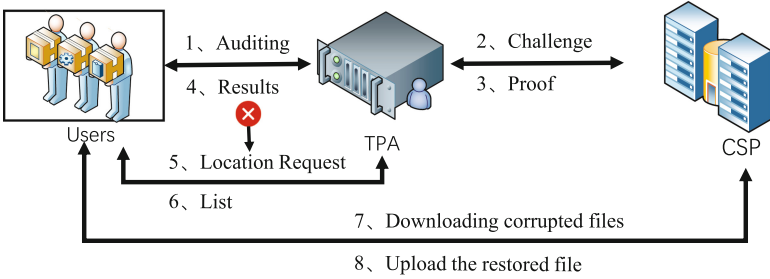 1、Auditing
2、Challenge
4、Results
3、Proof
Users
TPA
CSP
5、Location Request
6、List
7、Downloading corrupted files
8、Upload the restored file